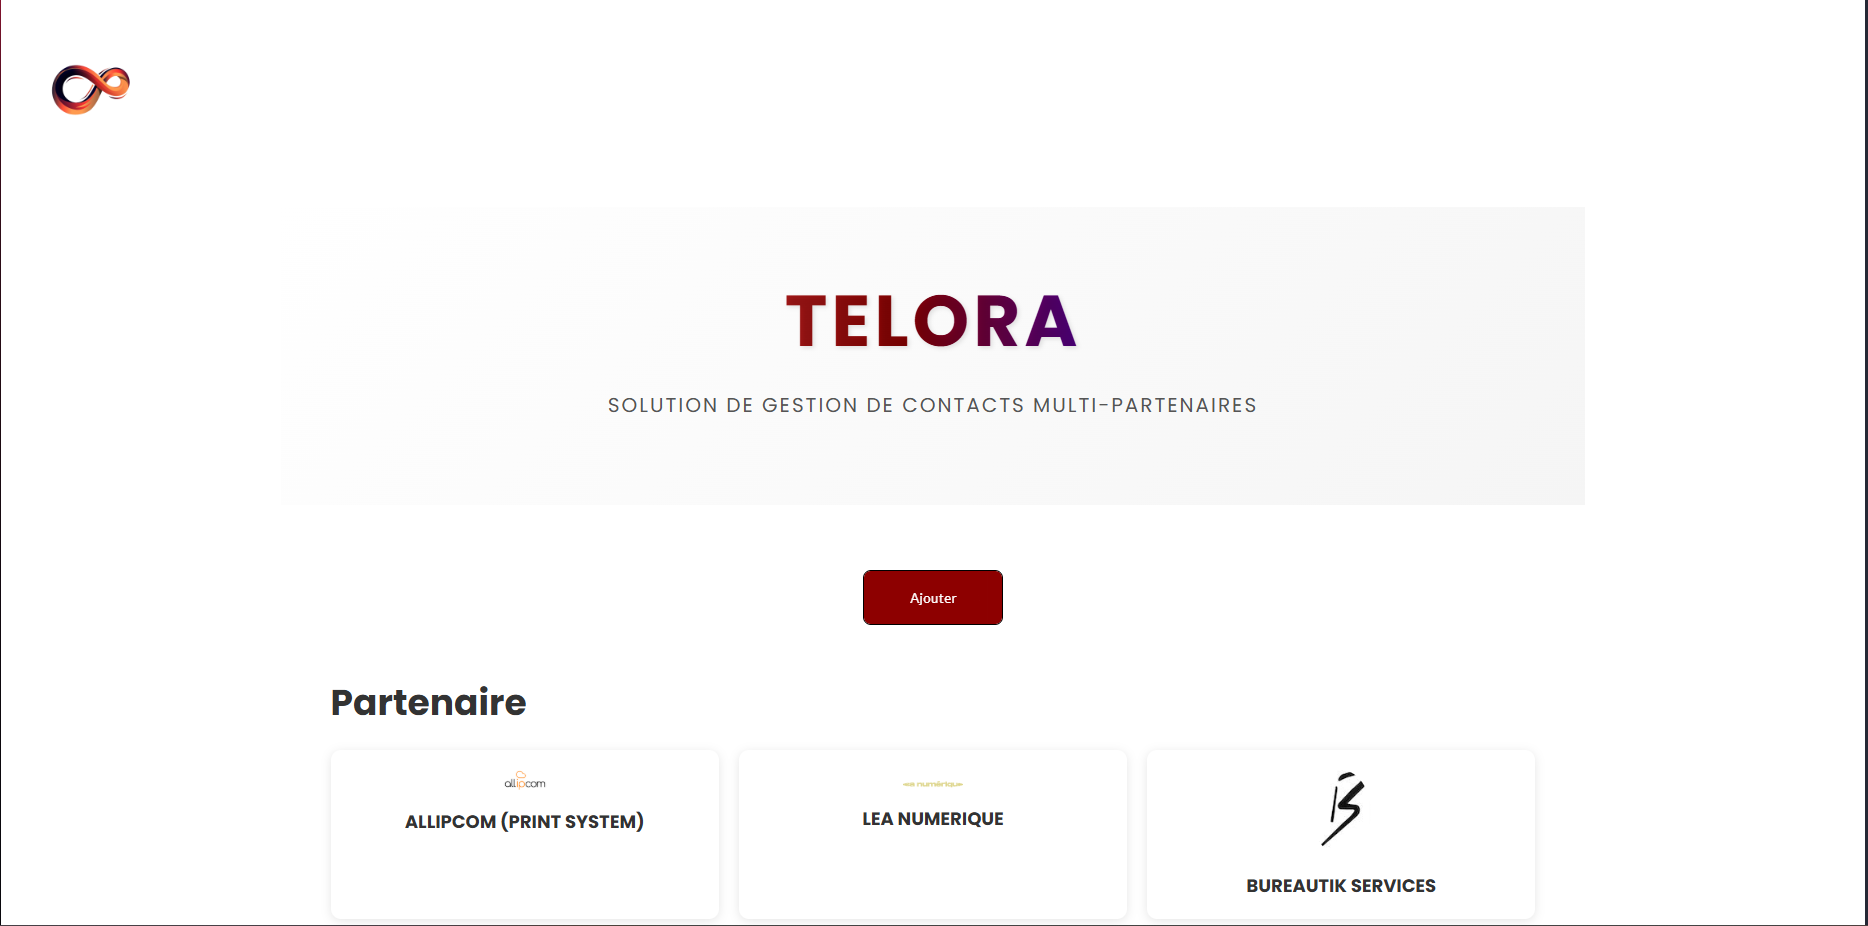 TELORA
SOLUTION DE GESTION DE CONTACTS MULTI-PARTENAIRES
Ajouter
Partenaire
allipcom
ALLIPCOM (PRINT SYSTEM)
numérique
LEA NUMERIQUE
BUREAUTIK SERVICES